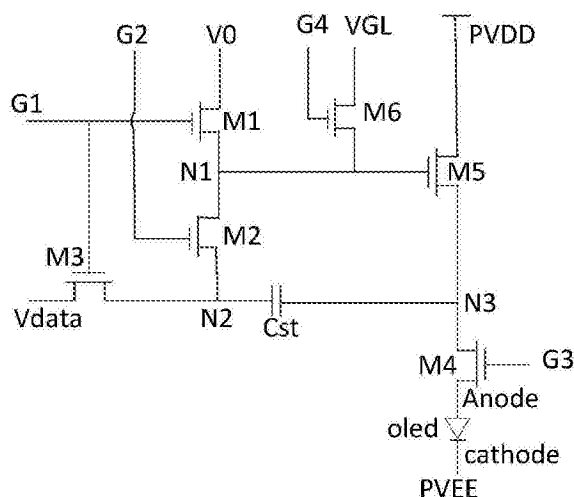 G2
V0
G4
VGL
PVDD
G1
M1
M6
N1
M5
M2
M3
Vdata
N2
Cst
N3
M4
G3
Anode
oled
cathode
PVEE